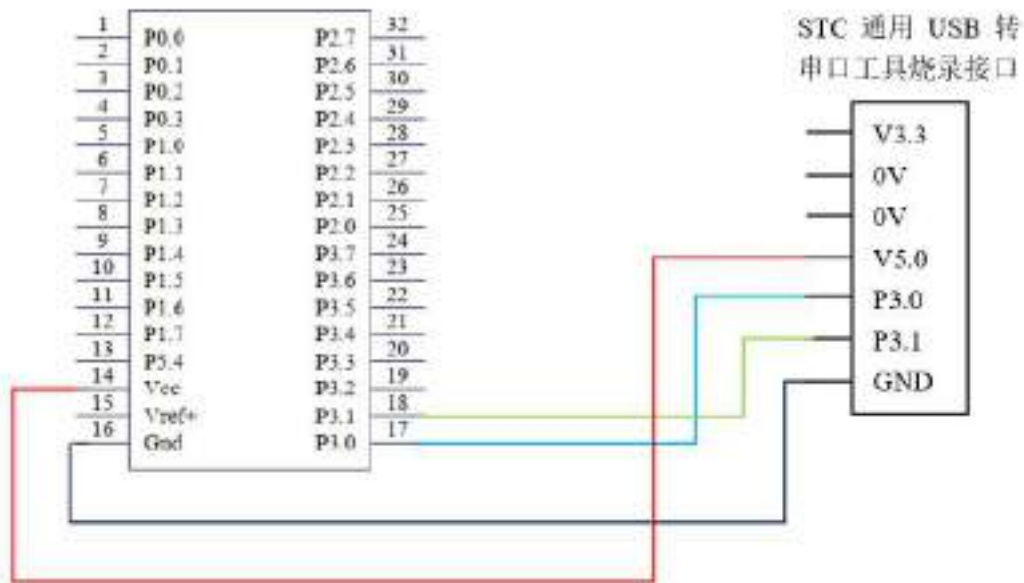 1 P0.0 P2.7 32
2 P0.1 P2.6 31
3 P0.2 P2.5 30
4 P0.3 P2.4 29
5 P1.0 P2.3 28
6 P1.1 P2.2 27
7 P1.2 P2.1 26
8 P1.3 P2.0 25
9 P1.4 P3.7 24
10 P1.5 P3.6 23
11 P1.6 P3.5 22
12 P1.7 P3.4 21
13 P5.4 P3.3 20
14 Vcc P3.2 19
15 Vref+ P3.1 18
16 Gnd P3.0 17
STC 通用 USB 转
串口工具烧录接口
V3.3
0V
0V
V5.0
P3.0
P3.1
GND